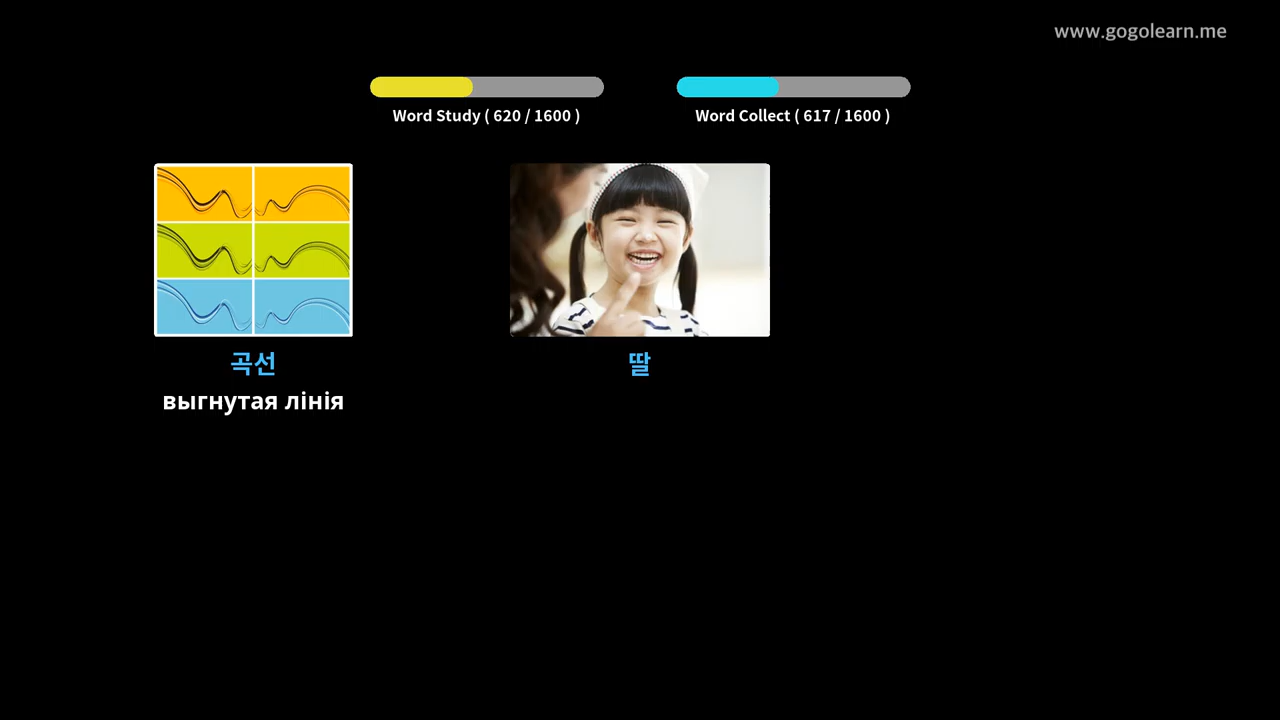 www.gogolearn.me
Word Study ( 620 / 1600 )
Word Collect ( 617 / 1600 )
곡선
딸
выгнутая лінія